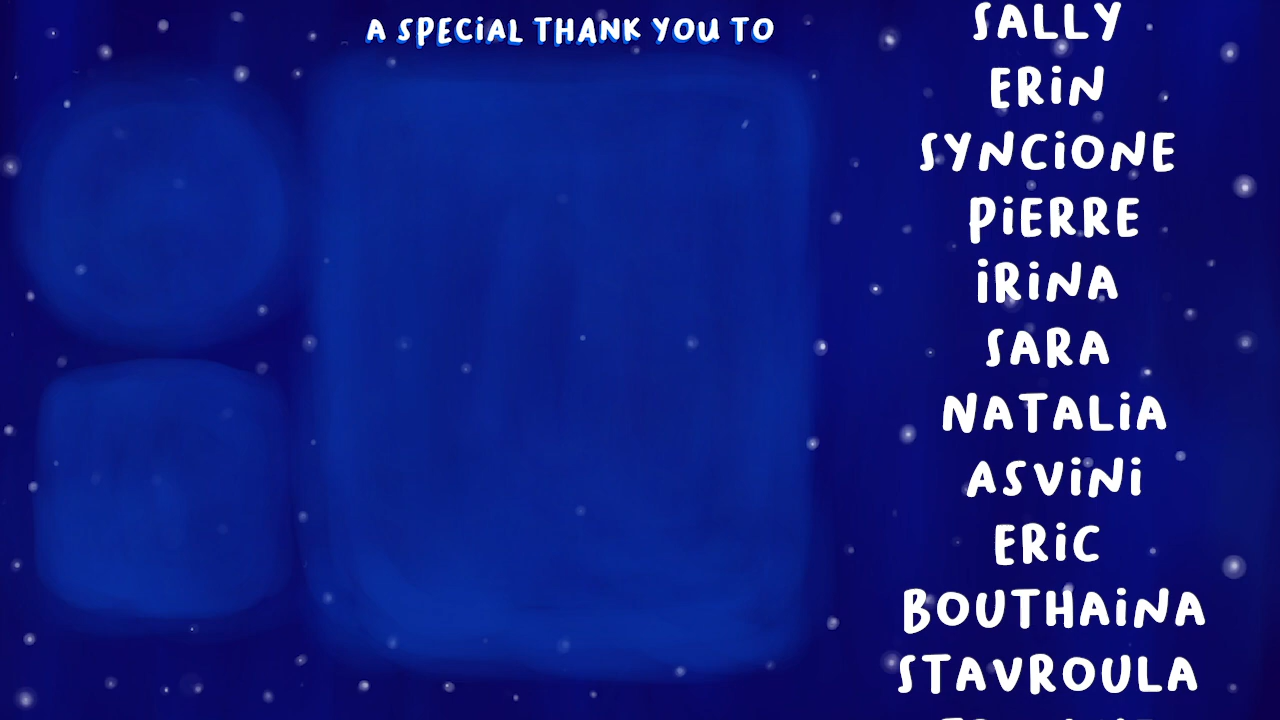 A SPECiAL THANK YOU TO
SALLY
ERiN
SYNCiONE
PiERRE
iRiNA
SARA
NATALiA
ASViNi
ERiC
BOUTHAiNA
STAVROULA